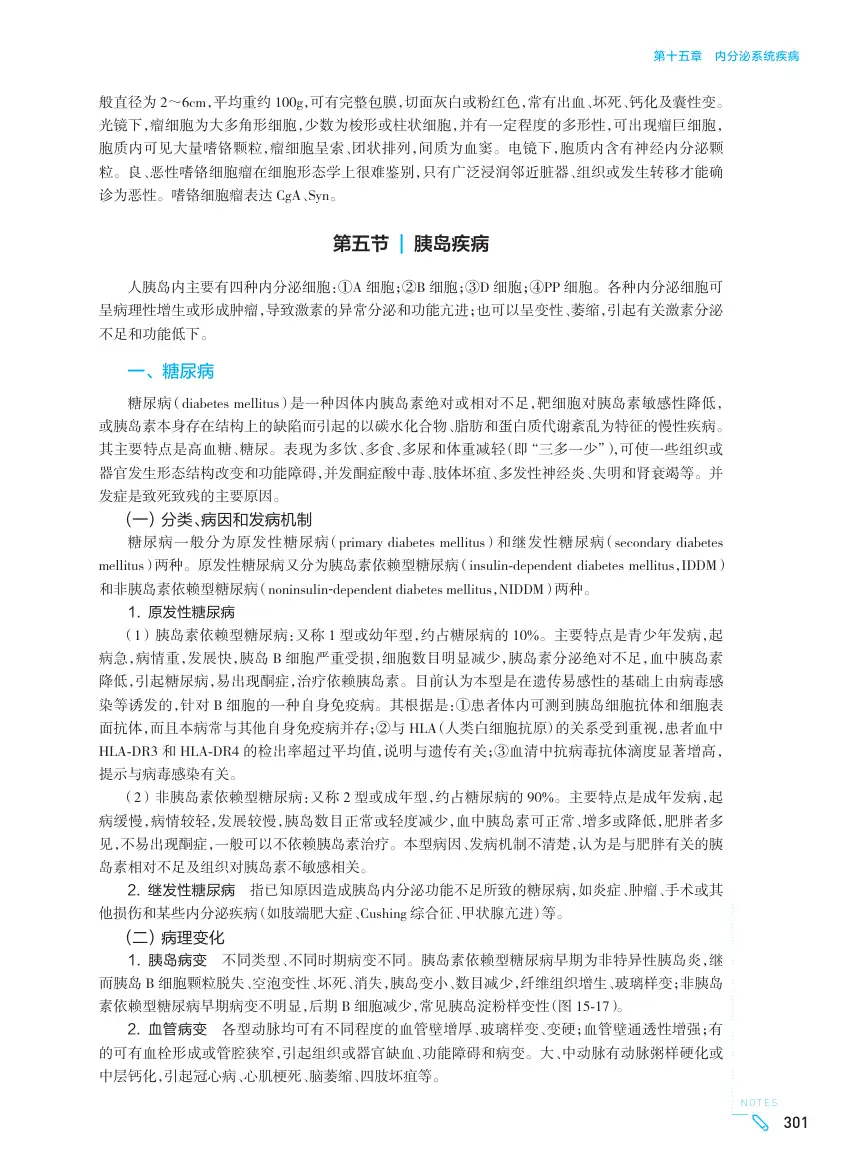 第十五章　内分泌系统疾病
般直径为 2～6cm,平均重约 100g,可有完整包膜,切面灰白或粉红色,常有出血、坏死、钙化及囊性变。
光镜下,瘤细胞为大多角形细胞,少数为梭形或柱状细胞,并有一定程度的多形性,可出现瘤巨细胞,
胞质内可见大量嗜铬颗粒,瘤细胞呈索、团状排列,间质为血窦。电镜下,胞质内含有神经内分泌颗
粒。良、恶性嗜铬细胞瘤在细胞形态学上很难鉴别,只有广泛浸润邻近脏器、组织或发生转移才能确
诊为恶性。嗜铬细胞瘤表达 CgA、Syn。
第五节 | 胰岛疾病
人胰岛内主要有四种内分泌细胞:①A 细胞;②B 细胞;③D 细胞;④PP 细胞。各种内分泌细胞可
呈病理性增生或形成肿瘤,导致激素的异常分泌和功能亢进;也可以呈变性、萎缩,引起有关激素分泌
不足和功能低下。
一、糖尿病
糖尿病(diabetes mellitus)是一种因体内胰岛素绝对或相对不足,靶细胞对胰岛素敏感性降低,
或胰岛素本身存在结构上的缺陷而引起的以碳水化合物、脂肪和蛋白质代谢紊乱为特征的慢性疾病。
其主要特点是高血糖、糖尿。表现为多饮、多食、多尿和体重减轻(即“三多一少”),可使一些组织或
器官发生形态结构改变和功能障碍,并发酮症酸中毒、肢体坏疽、多发性神经炎、失明和肾衰竭等。并
发症是致死致残的主要原因。
(一) 分类、病因和发病机制
糖尿病一般分为原发性糖尿病(primary diabetes mellitus)和继发性糖尿病(secondary diabetes
mellitus)两种。原发性糖尿病又分为胰岛素依赖型糖尿病(insulin-dependent diabetes mellitus,IDDM)
和非胰岛素依赖型糖尿病(noninsulin-dependent diabetes mellitus,NIDDM)两种。
1. 原发性糖尿病
(1)胰岛素依赖型糖尿病:又称 1 型或幼年型,约占糖尿病的 10%。主要特点是青少年发病,起
病急,病情重,发展快,胰岛 B 细胞严重受损,细胞数目明显减少,胰岛素分泌绝对不足,血中胰岛素
降低,引起糖尿病,易出现酮症,治疗依赖胰岛素。目前认为本型是在遗传易感性的基础上由病毒感
染等诱发的,针对 B 细胞的一种自身免疫病。其根据是:①患者体内可测到胰岛细胞抗体和细胞表
面抗体,而且本病常与其他自身免疫病并存;②与 HLA(人类白细胞抗原)的关系受到重视,患者血中
HLA-DR3 和 HLA-DR4 的检出率超过平均值,说明与遗传有关;③血清中抗病毒抗体滴度显著增高,
提示与病毒感染有关。
(2)非胰岛素依赖型糖尿病:又称 2 型或成年型,约占糖尿病的 90%。主要特点是成年发病,起
病缓慢,病情较轻,发展较慢,胰岛数目正常或轻度减少,血中胰岛素可正常、增多或降低,肥胖者多
见,不易出现酮症,一般可以不依赖胰岛素治疗。本型病因、发病机制不清楚,认为是与肥胖有关的胰
岛素相对不足及组织对胰岛素不敏感相关。
2. 继发性糖尿病　指已知原因造成胰岛内分泌功能不足所致的糖尿病,如炎症、肿瘤、手术或其
他损伤和某些内分泌疾病(如肢端肥大症、Cushing 综合征、甲状腺亢进)等。
(二) 病理变化
1. 胰岛病变　不同类型、不同时期病变不同。胰岛素依赖型糖尿病早期为非特异性胰岛炎,继
而胰岛 B 细胞颗粒脱失、空泡变性、坏死、消失,胰岛变小、数目减少,纤维组织增生、玻璃样变;非胰岛
素依赖型糖尿病早期病变不明显,后期 B 细胞减少,常见胰岛淀粉样变性(图 15-17)。
2. 血管病变　各型动脉均可有不同程度的血管壁增厚、玻璃样变、变硬;血管壁通透性增强;有
的可有血栓形成或管腔狭窄,引起组织或器官缺血、功能障碍和病变。大、中动脉有动脉粥样硬化或
中层钙化,引起冠心病、心肌梗死、脑萎缩、四肢坏疽等。
NOTES
301